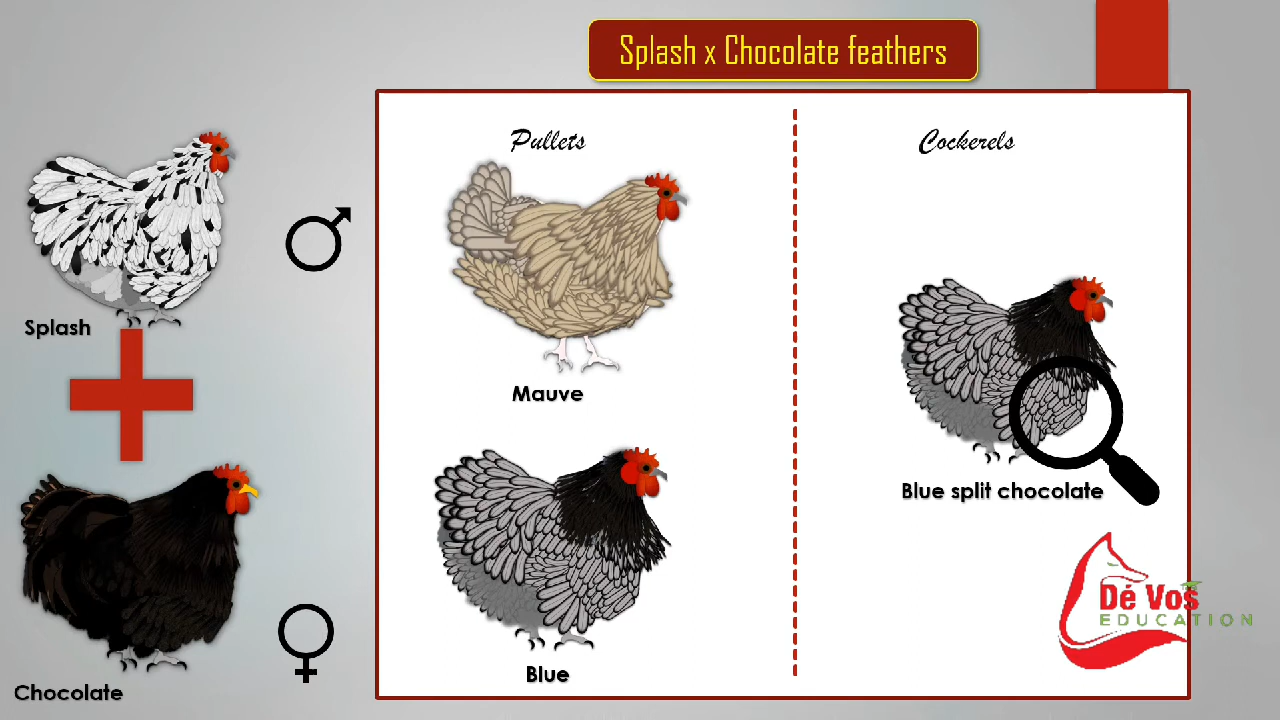 Splash x Chocolate feathers
Pullets
Cockerels
Splash
Mauve
Blue split chocolate
Chocolate
Blue
Dé Vos
EDUCATION